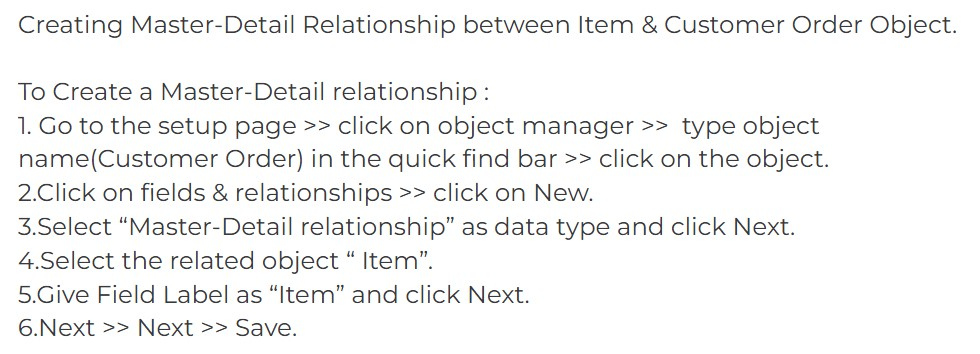 Creating Master-Detail Relationship between Item & Customer Order Object.
To Create a Master-Detail relationship :
1. Go to the setup page >> click on object manager >>  type object
name(Customer Order) in the quick find bar >> click on the object.
2.Click on fields & relationships >> click on New.
3.Select “Master-Detail relationship” as data type and click Next.
4.Select the related object “ Item”.
5.Give Field Label as “Item” and click Next.
6.Next >> Next >> Save.